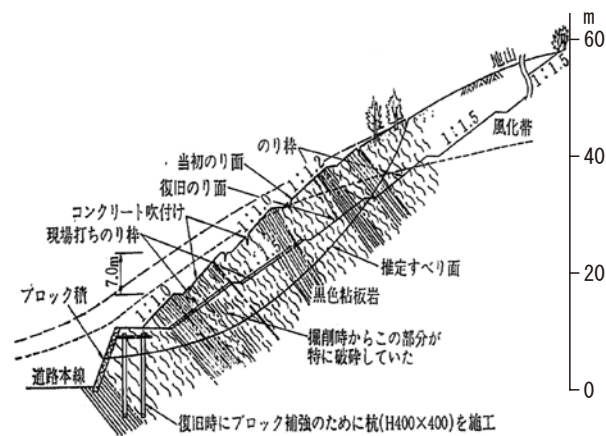 m
60
40
20
0
地山
1:1.5
風化帯
1:1.5
のり枠
当初のり面
1:1.2
復旧のり面
1:1.0
コンクリート吹付け
現場打ちのり枠
7.0m
推定すべり面
ブロック積
1:1.0
黒色粘板岩
掘削時からこの部分が
特に破砕していた
道路本線
復旧時にブロック補強のために杭(H400×400)を施工